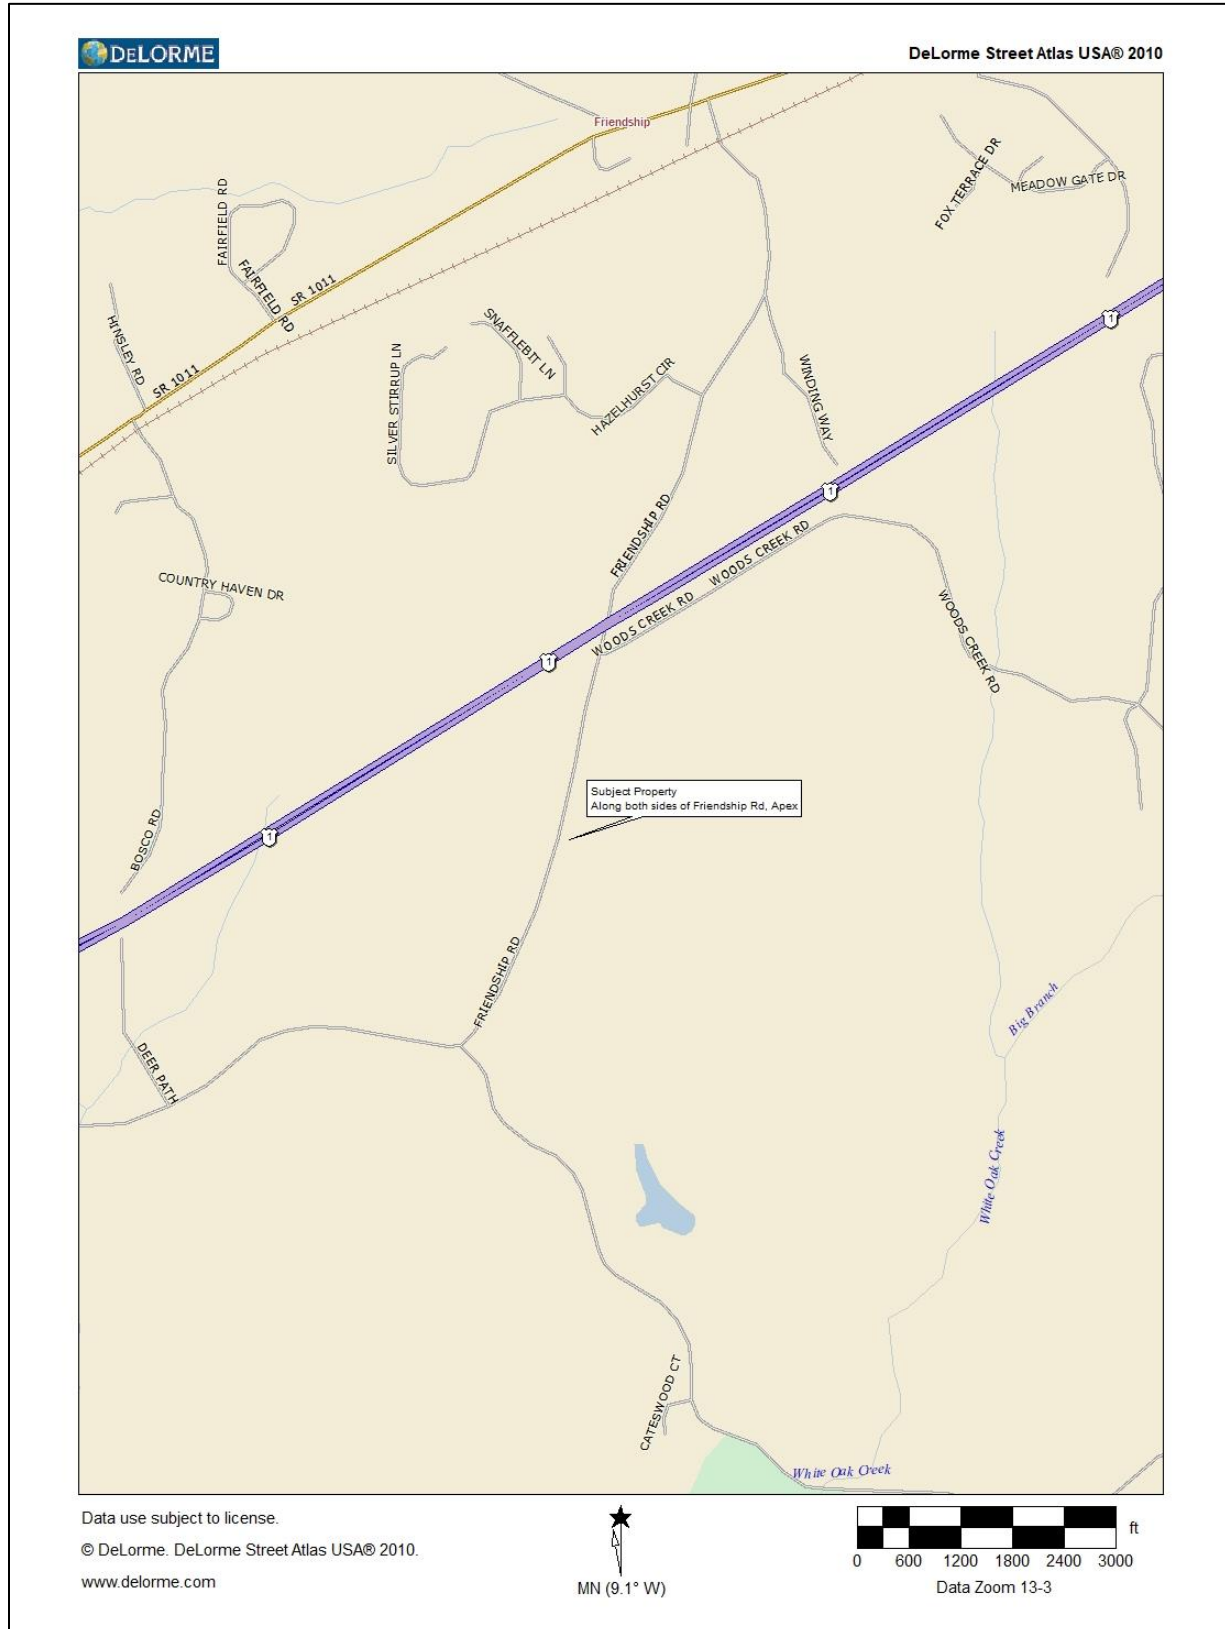 DELORME
DeLorme Street Atlas USA® 2010
Friendship
FAIRFIELD RD
FAIRFIELD RD
SR 1011
HINSLEY RD
SR 1011
FOX TERRACE DR
MEADOW GATE DR
SNAFFLEBIT LN
SILVER STIRRUP LN
HAZELHURST CIR
WINDING WAY
1
1
FRIENDSHIP RD
WOODS CREEK RD
WOODS CREEK RD
WOODS CREEK RD
COUNTRY HAVEN DR
1
Subject Property
Along both sides of Friendship Rd, Apex
BOSCO RD
1
FRIENDSHIP RD
DEER PATH
Big Branch
White Oak Creek
CATESWOOD CT
White Oak Creek
Data use subject to license.
© DeLorme. DeLorme Street Atlas USA® 2010.
www.delorme.com
MN (9.1° W)
ft
0 600 1200 1800 2400 3000
Data Zoom 13-3